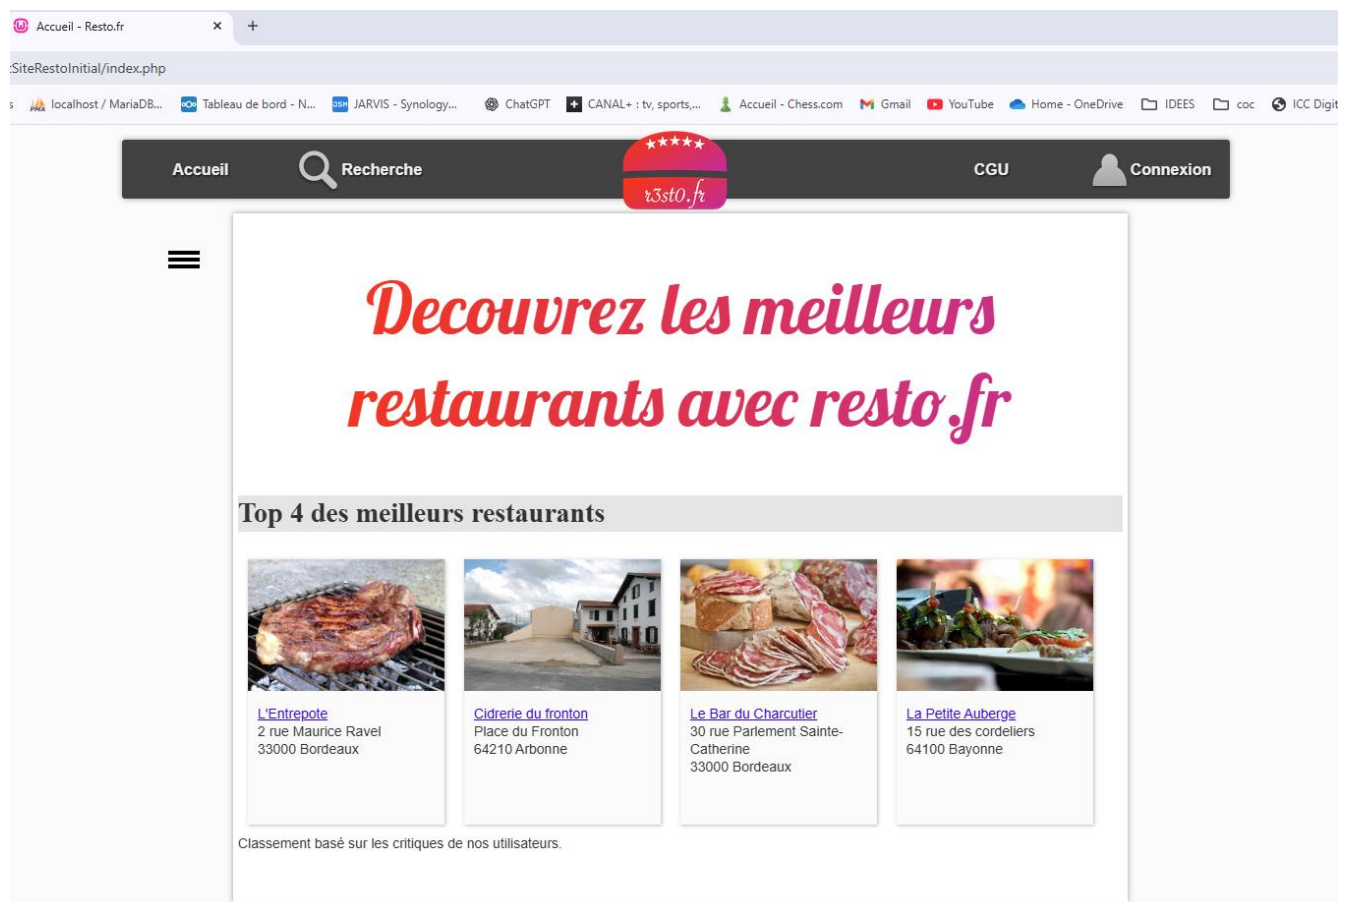 Accueil - Resto.fr
:SiteRestoInitial/index.php
s localhost / MariaDB... Tableau de bord - N... JARVIS - Synology... ChatGPT CANAL+ : tv, sports,... Accueil - Chess.com Gmail YouTube Home - OneDrive IDEES coc ICC Digit
Accueil Recherche r3st0.fr CGU Connexion
Decouvrez les meilleurs
restaurants avec resto.fr
Top 4 des meilleurs restaurants
L'Entrepote
2 rue Maurice Ravel
33000 Bordeaux
Cidrerie du fronton
Place du Fronton
64210 Arbonne
Le Bar du Charcutier
30 rue Parlement Sainte-
Catherine
33000 Bordeaux
La Petite Auberge
15 rue des cordeliers
64100 Bayonne
Classement basé sur les critiques de nos utilisateurs.